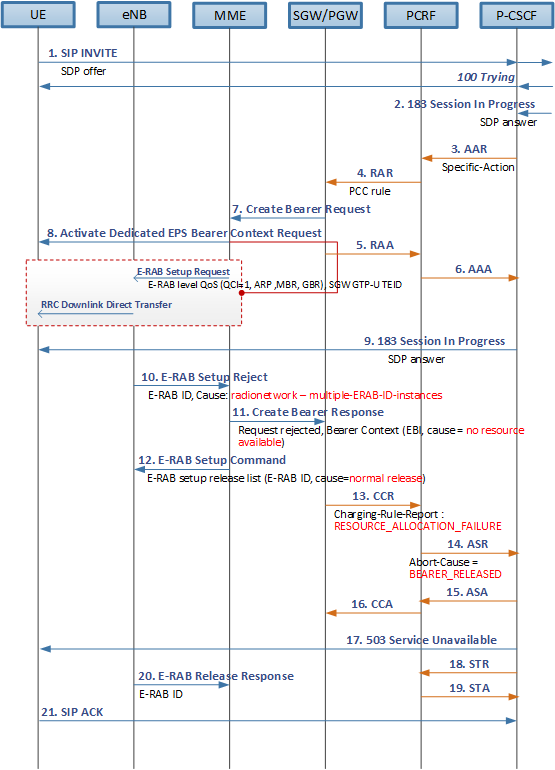 UE eNB MME SGW/PGW PCRF P-CSCF
1. SIP INVITE
SDP offer
100 Trying
2. 183 Session In Progress
SDP answer
3. AAR
Specific-Action
4. RAR
PCC rule
7. Create Bearer Request
8. Activate Dedicated EPS Bearer Context Request
5. RAA
E-RAB Setup Request
6. AAA
E-RAB level QoS (QCI=1, ARP ,MBR, GBR), SGW GTP-U TEID
RRC Downlink Direct Transfer
9. 183 Session In Progress
SDP answer
10. E-RAB Setup Reject
E-RAB ID, Cause: radionetwork – multiple-ERAB-ID-instances
11. Create Bearer Response
Request rejected, Bearer Context (EBI, cause = no resource
available)
12. E-RAB Setup Command
E-RAB setup release list (E-RAB ID, cause=normal release)
13. CCR
Charging-Rule-Report :
RESOURCE_ALLOCATION_FAILURE
14. ASR
Abort-Cause =
BEARER_RELEASED
15. ASA
16. CCA
17. 503 Service Unavailable
18. STR
20. E-RAB Release Response
19. STA
E-RAB ID
21. SIP ACK